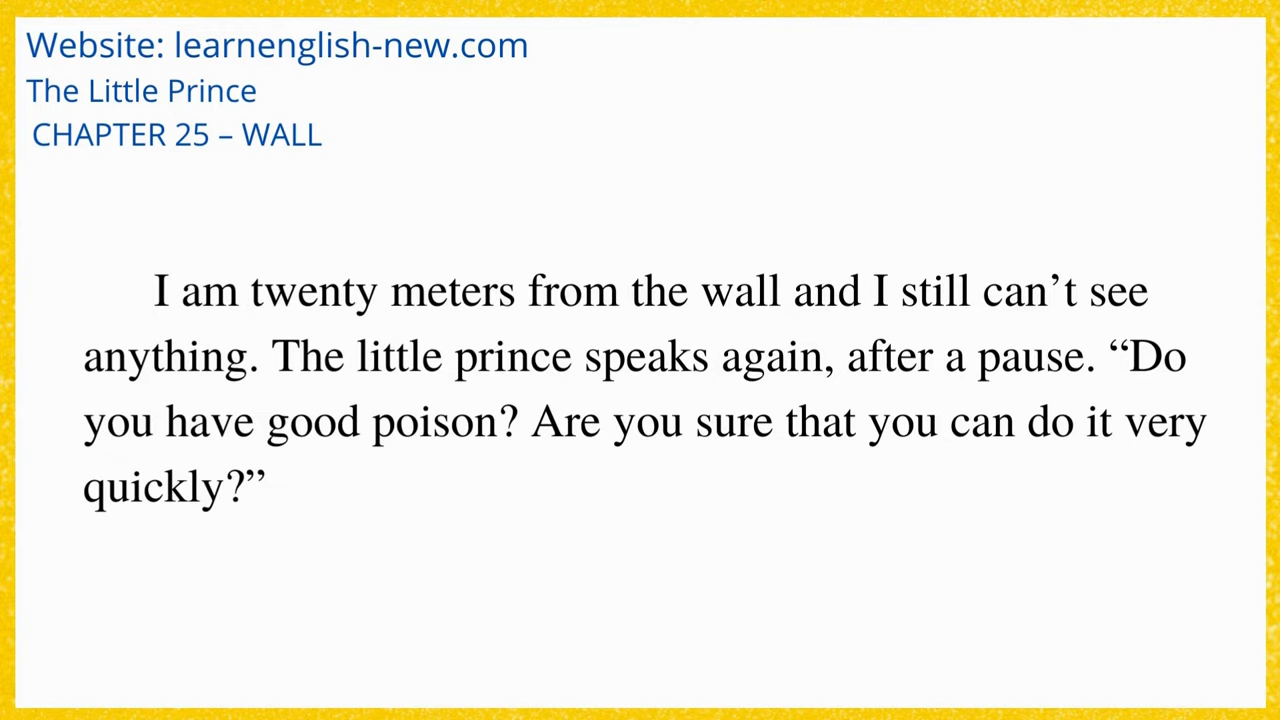 Website: learnenglish-new.com
The Little Prince
CHAPTER 25 – WALL
I am twenty meters from the wall and I still can’t see
anything. The little prince speaks again, after a pause. “Do
you have good poison? Are you sure that you can do it very
quickly?”